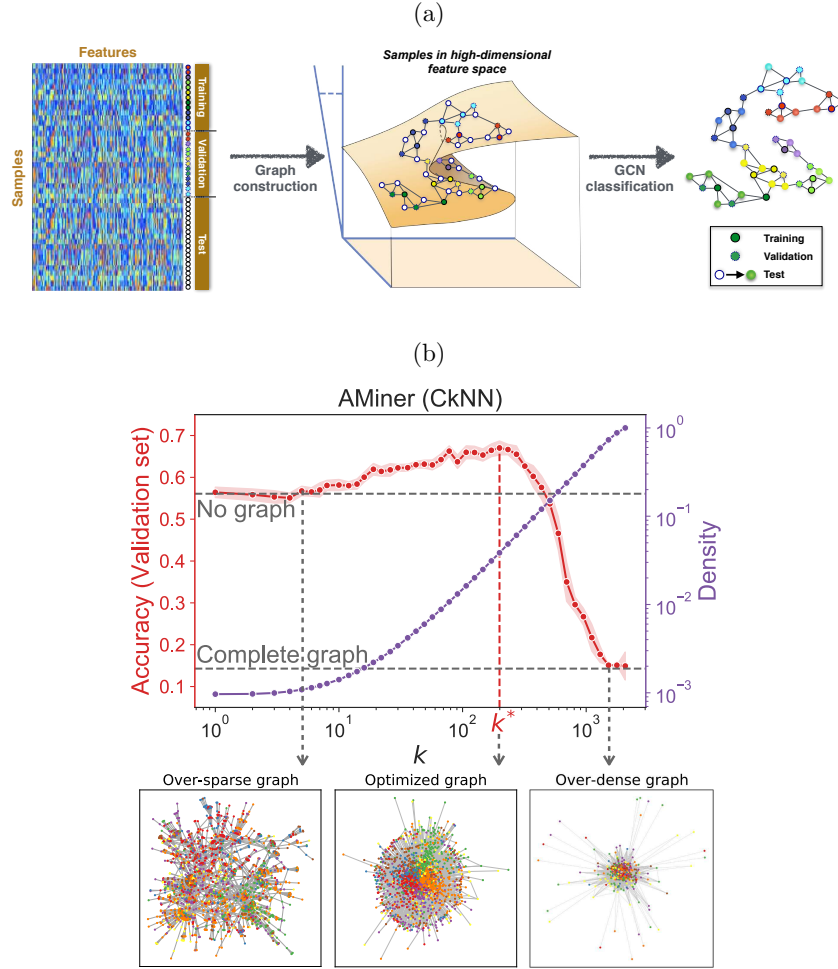 (a)
Features
Samples
Training
Validation
Test
Graph
construction
Samples in high-dimensional
feature space
GCN
classification
Training
Validation
Test
(b)
AMiner (CkNN)
Accuracy (Validation set)
0.7
0.6
0.5
0.4
0.3
0.2
0.1
No graph
Complete graph
10^0
10^-1
10^-2
10^-3
Density
10^0
10^1
10^2
k*
10^3
k
Over-sparse graph
Optimized graph
Over-dense graph